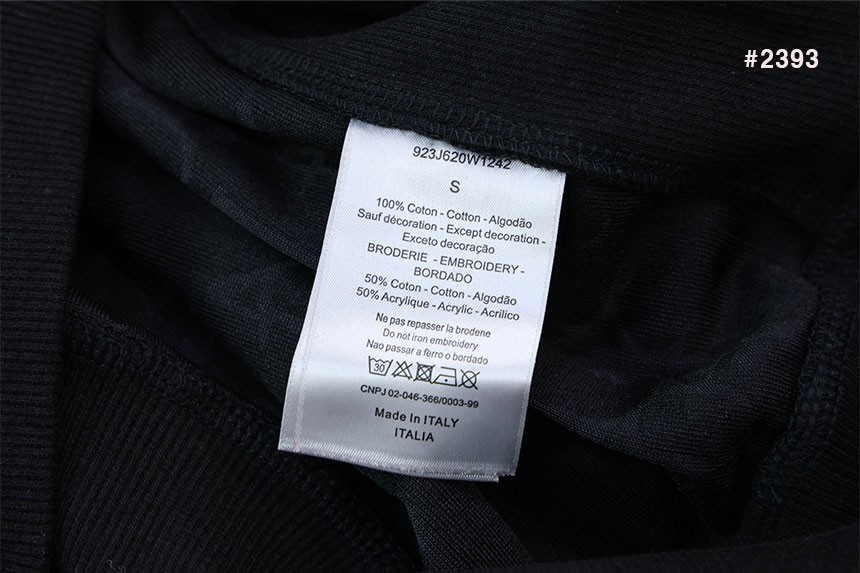 #2393
923J620W1242
S
100% Coton - Cotton - Algodão
Sauf décoration - Except decoration -
Exceto decoração
BRODERIE - EMBROIDERY -
BORDADO
50% Coton - Cotton - Algodão
50% Acrylique - Acrylic - Acrilico
Ne pas repasser la brodene
Do not iron embroidery
Nao passar a ferro o bordado
30
CNPJ 02-046-366/0003-99
Made In ITALY
ITALIA